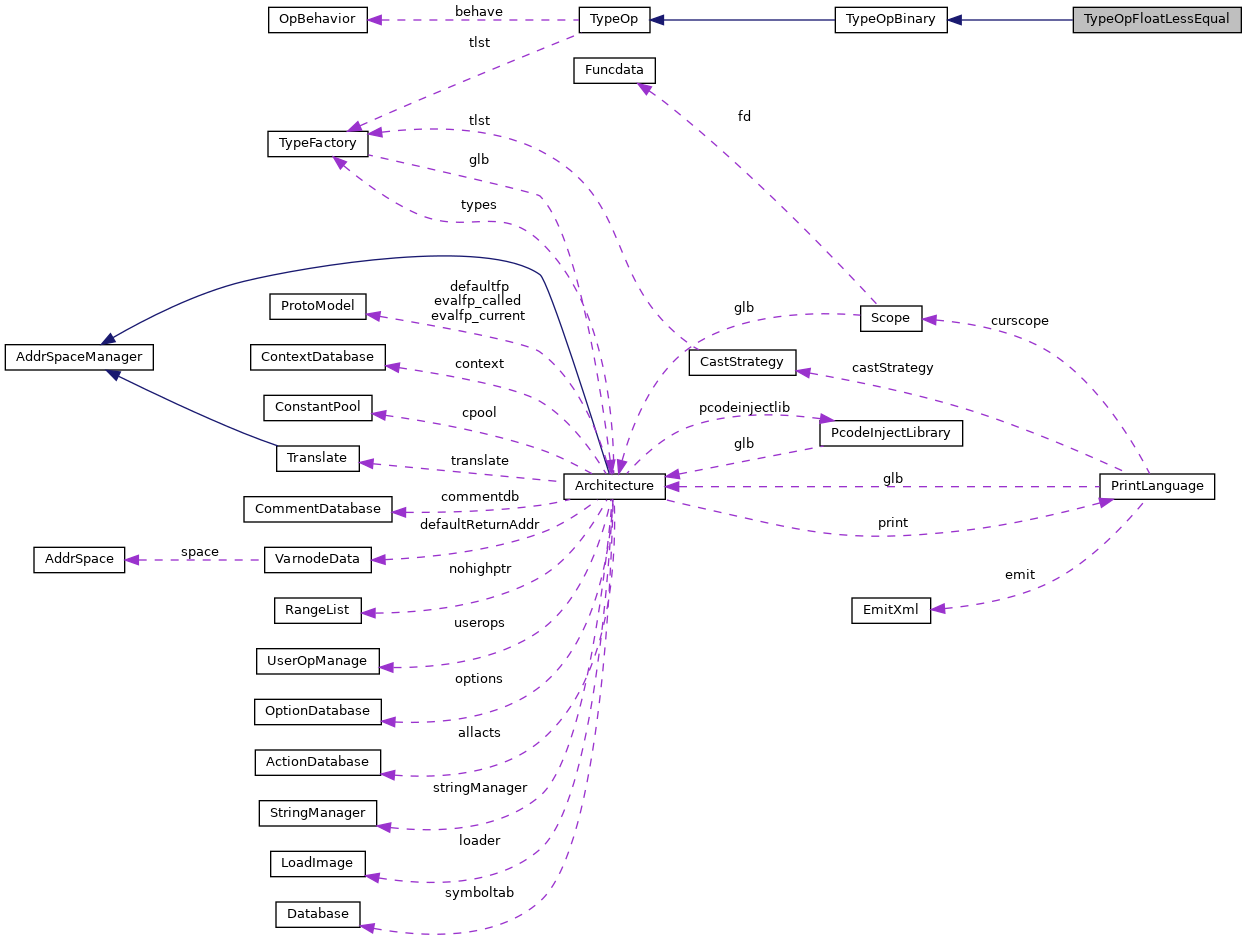 behave
OpBehavior
TypeOp
TypeOpBinary
TypeOpFloatLessEqual
tlst
Funcdata
fd
tlst
TypeFactory
glb
types
defaultfp
evalfp_called
evalfp_current
ProtoModel
glb
Scope
curscope
AddrSpaceManager
ContextDatabase
context
CastStrategy
castStrategy
ConstantPool
cpool
pcodeinjectlib
PcodeInjectLibrary
glb
Translate
translate
Architecture
glb
PrintLanguage
CommentDatabase
commentdb
defaultReturnAddr
print
AddrSpace
space
VarnodeData
nohighptr
emit
RangeList
EmitXml
userops
UserOpManage
options
OptionDatabase
allacts
ActionDatabase
stringManager
StringManager
loader
LoadImage
symboltab
Database